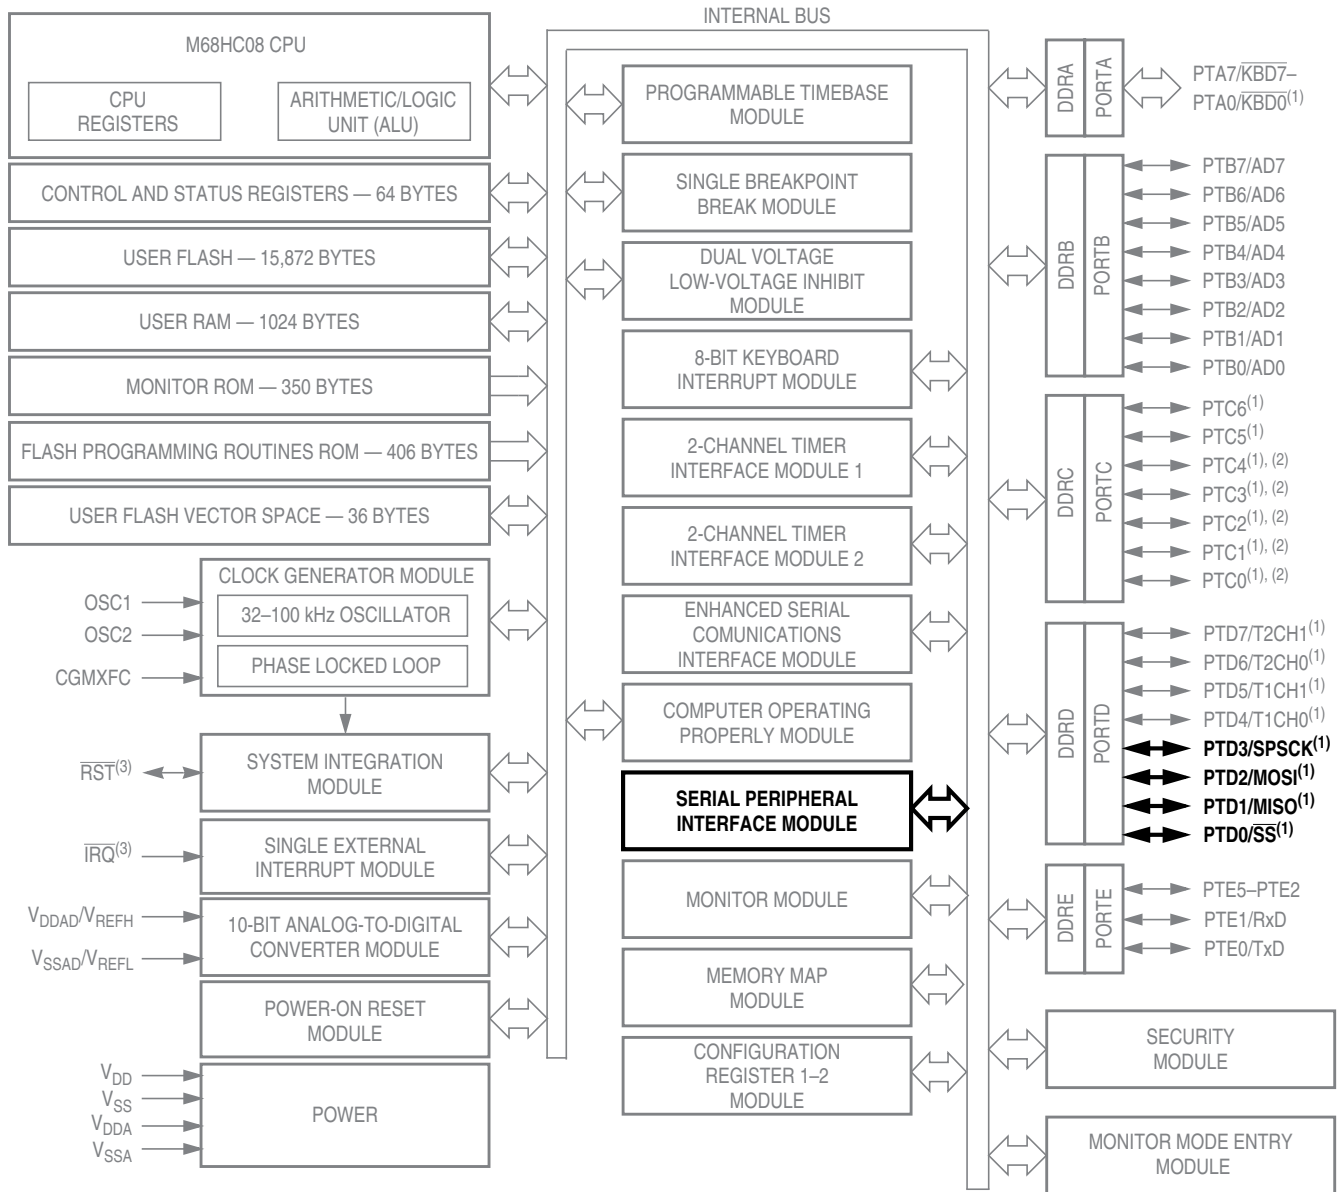 INTERNAL BUS
M68HC08 CPU
CPU
REGISTERS
ARITHMETIC/LOGIC
UNIT (ALU)
CONTROL AND STATUS REGISTERS — 64 BYTES
USER FLASH — 15,872 BYTES
USER RAM — 1024 BYTES
MONITOR ROM — 350 BYTES
FLASH PROGRAMMING ROUTINES ROM — 406 BYTES
USER FLASH VECTOR SPACE — 36 BYTES
CLOCK GENERATOR MODULE
32–100 kHz OSCILLATOR
PHASE LOCKED LOOP
OSC1
OSC2
CGMXFC
SYSTEM INTEGRATION
MODULE
RST(3)
SINGLE EXTERNAL
INTERRUPT MODULE
IRQ(3)
10-BIT ANALOG-TO-DIGITAL
CONVERTER MODULE
VDDAD/VREFH
VSSAD/VREFL
POWER-ON RESET
MODULE
POWER
VDD
VSS
VDDA
VSSA
PROGRAMMABLE TIMEBASE
MODULE
SINGLE BREAKPOINT
BREAK MODULE
DUAL VOLTAGE
LOW-VOLTAGE INHIBIT
MODULE
8-BIT KEYBOARD
INTERRUPT MODULE
2-CHANNEL TIMER
INTERFACE MODULE 1
2-CHANNEL TIMER
INTERFACE MODULE 2
ENHANCED SERIAL
COMUNICATIONS
INTERFACE MODULE
COMPUTER OPERATING
PROPERLY MODULE
SERIAL PERIPHERAL
INTERFACE MODULE
MONITOR MODULE
MEMORY MAP
MODULE
CONFIGURATION
REGISTER 1–2
MODULE
DDRA
PORTA
PTA7/KBD7–
PTA0/KBD0(1)
DDRB
PORTB
PTB7/AD7
PTB6/AD6
PTB5/AD5
PTB4/AD4
PTB3/AD3
PTB2/AD2
PTB1/AD1
PTB0/AD0
DDRC
PORTC
PTC6(1)
PTC5(1)
PTC4(1), (2)
PTC3(1), (2)
PTC2(1), (2)
PTC1(1), (2)
PTC0(1), (2)
DDRD
PORTD
PTD7/T2CH1(1)
PTD6/T2CH0(1)
PTD5/T1CH1(1)
PTD4/T1CH0(1)
PTD3/SPSCK(1)
PTD2/MOSI(1)
PTD1/MISO(1)
PTD0/SS(1)
DDRE
PORTE
PTE5–PTE2
PTE1/RxD
PTE0/TxD
SECURITY
MODULE
MONITOR MODE ENTRY
MODULE